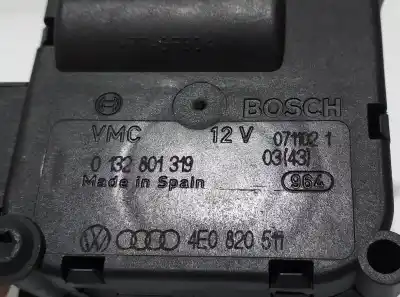 BOSCH
VMC 12 V 071102 1
0 132 801 319 03(43)
Made in Spain 964
4E0 820 511